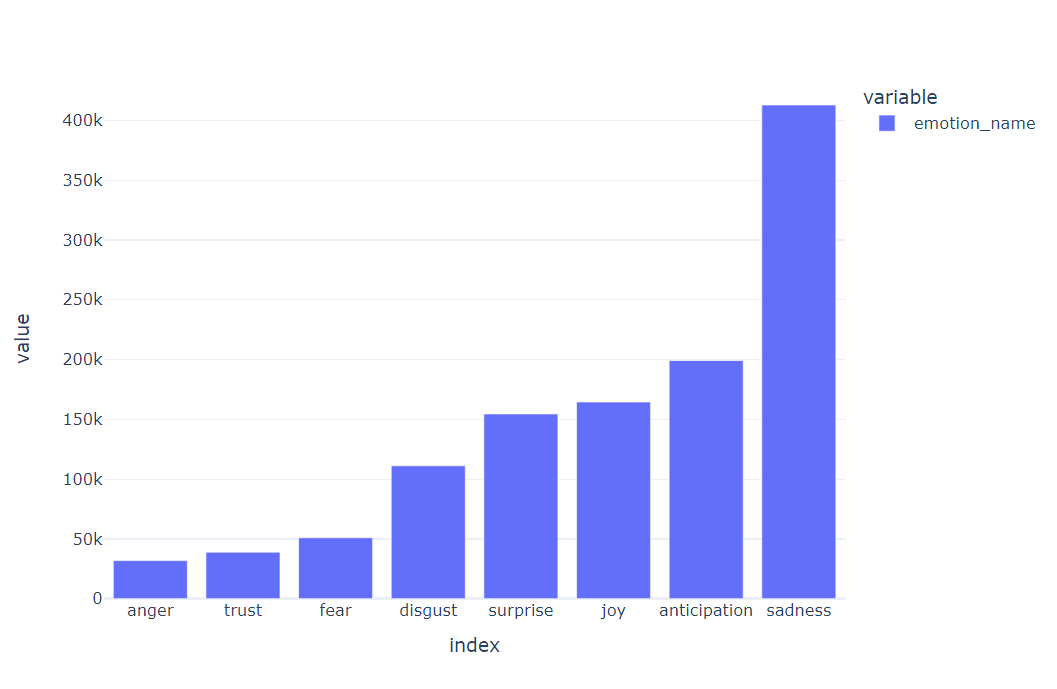 variable
emotion_name
400k
350k
300k
250k
200k
150k
100k
50k
0
value
anger trust fear disgust surprise joy anticipation sadness
index